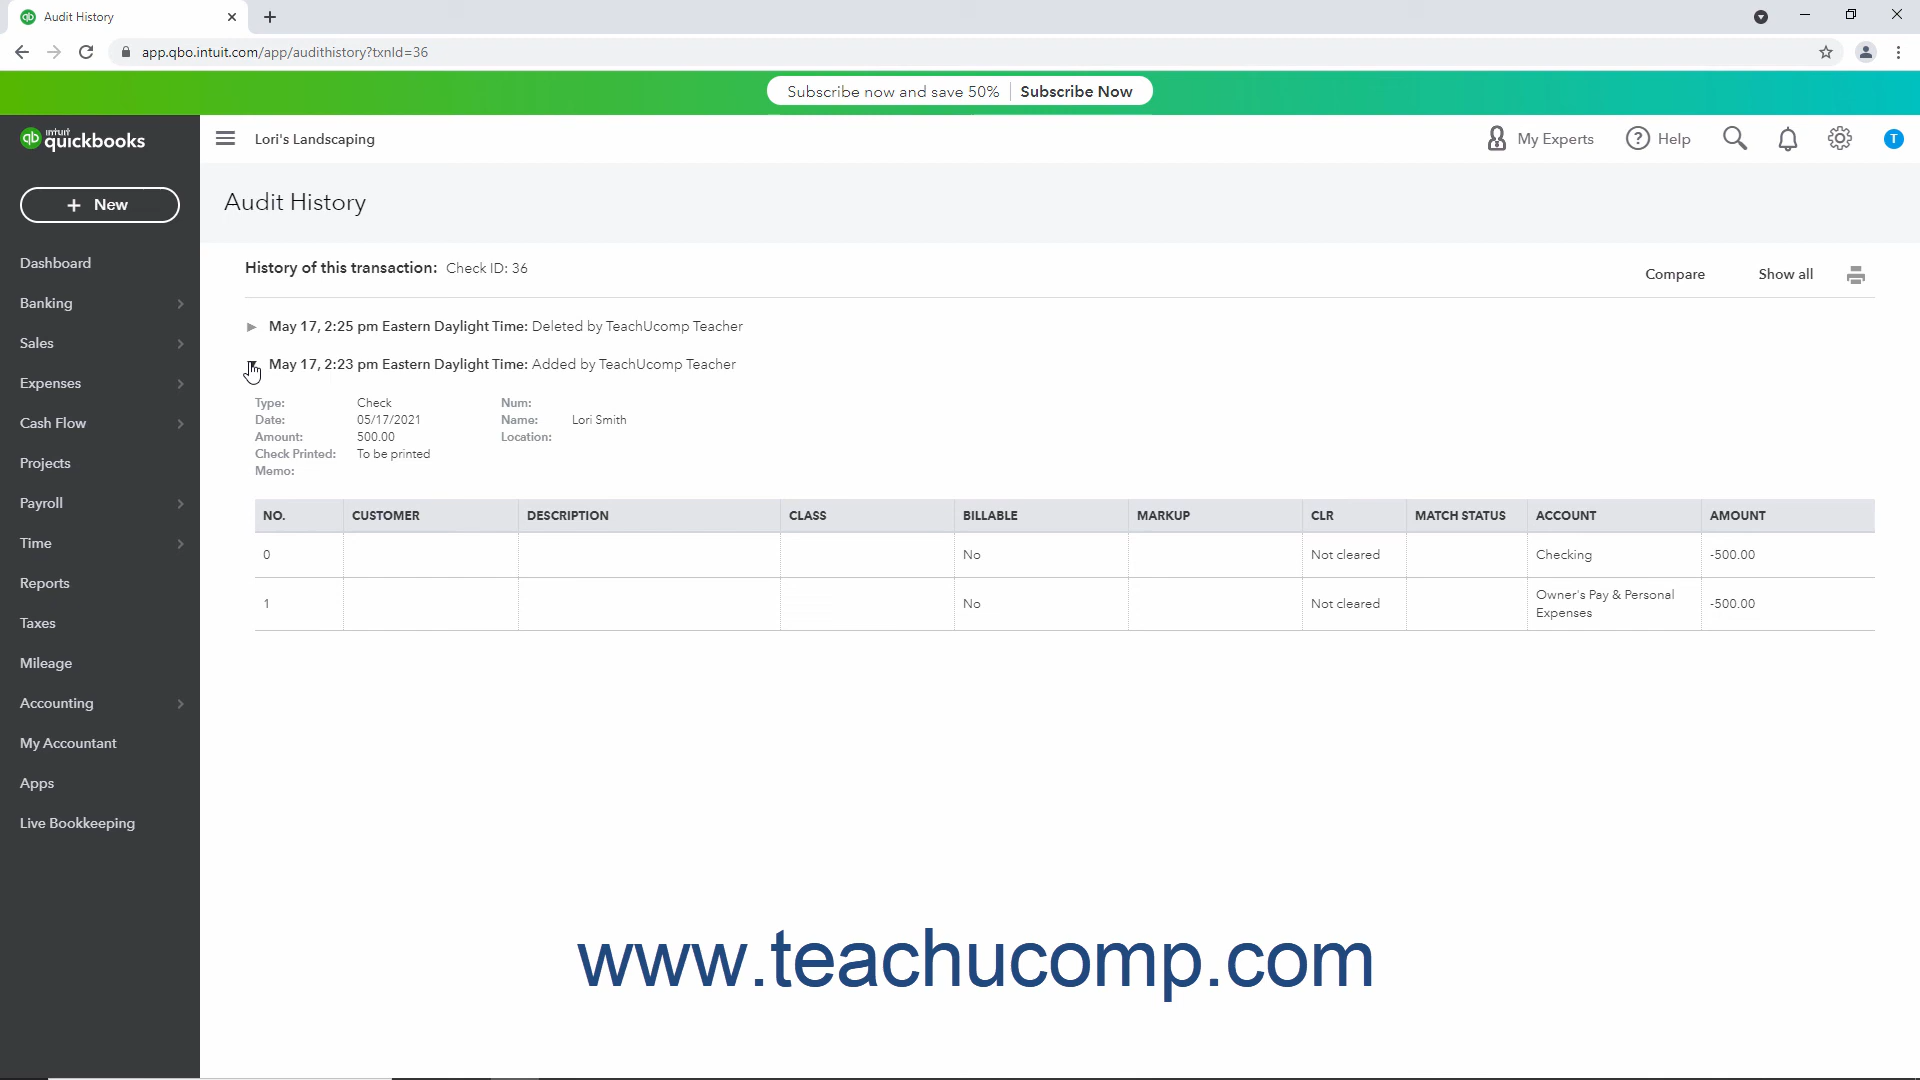 Audit History
app.qbo.intuit.com/app/audithistory?txnId=36
Subscribe now and save 50% Subscribe Now
intuit quickbooks
Lori's Landscaping
My Experts
Help
T
+ New
Audit History
Dashboard
Banking
Sales
Expenses
Cash Flow
Projects
Payroll
Time
Reports
Taxes
Mileage
Accounting
My Accountant
Apps
Live Bookkeeping
History of this transaction: Check ID: 36
Compare
Show all
May 17, 2:25 pm Eastern Daylight Time: Deleted by TeachUcomp Teacher
May 17, 2:23 pm Eastern Daylight Time: Added by TeachUcomp Teacher
Type: Check Num:
Date: 05/17/2021 Name: Lori Smith
Amount: 500.00 Location:
Check Printed: To be printed
Memo:
NO. CUSTOMER DESCRIPTION CLASS BILLABLE MARKUP CLR MATCH STATUS ACCOUNT AMOUNT
0 No Not cleared Checking -500.00
1 No Not cleared Owner's Pay & Personal Expenses -500.00
www.teachucomp.com